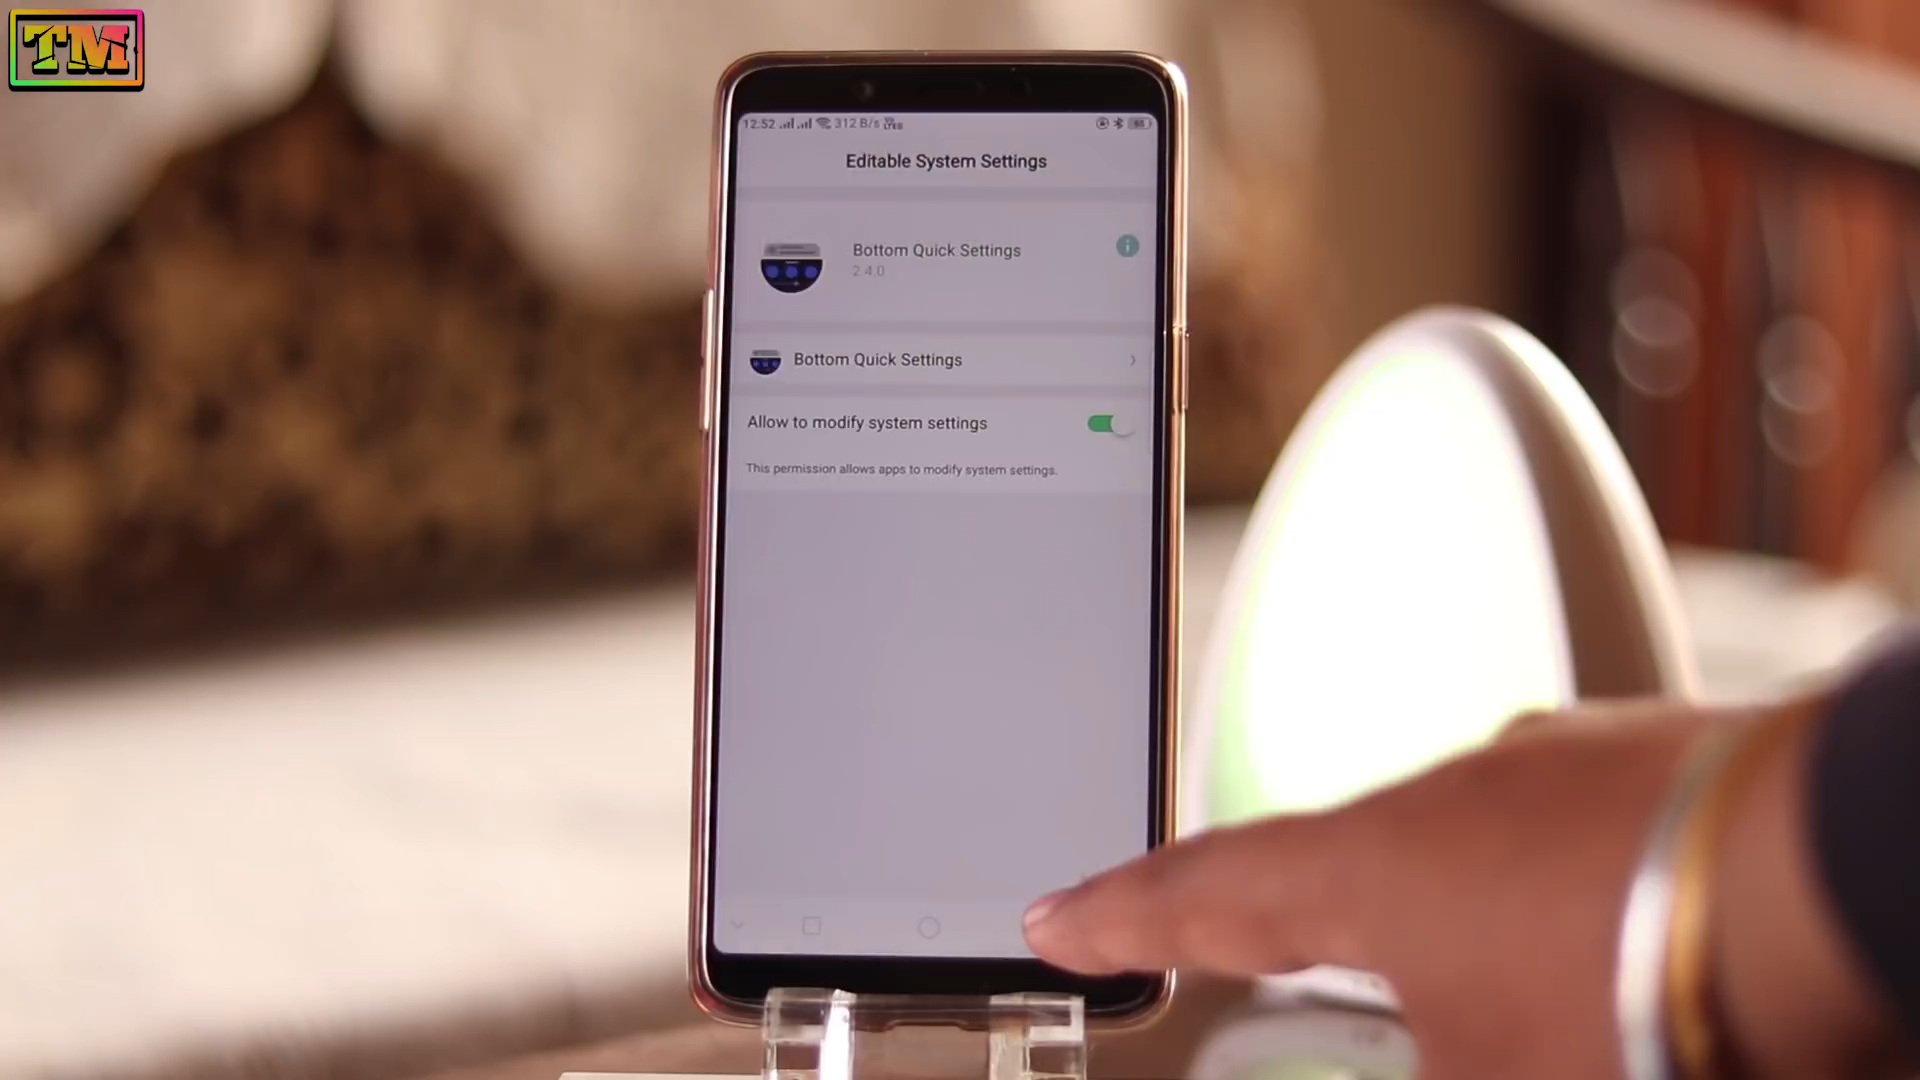 TM
12:52 312 B/s
Editable System Settings
Bottom Quick Settings
2.4.0
Bottom Quick Settings
Allow to modify system settings
This permission allows apps to modify system settings.